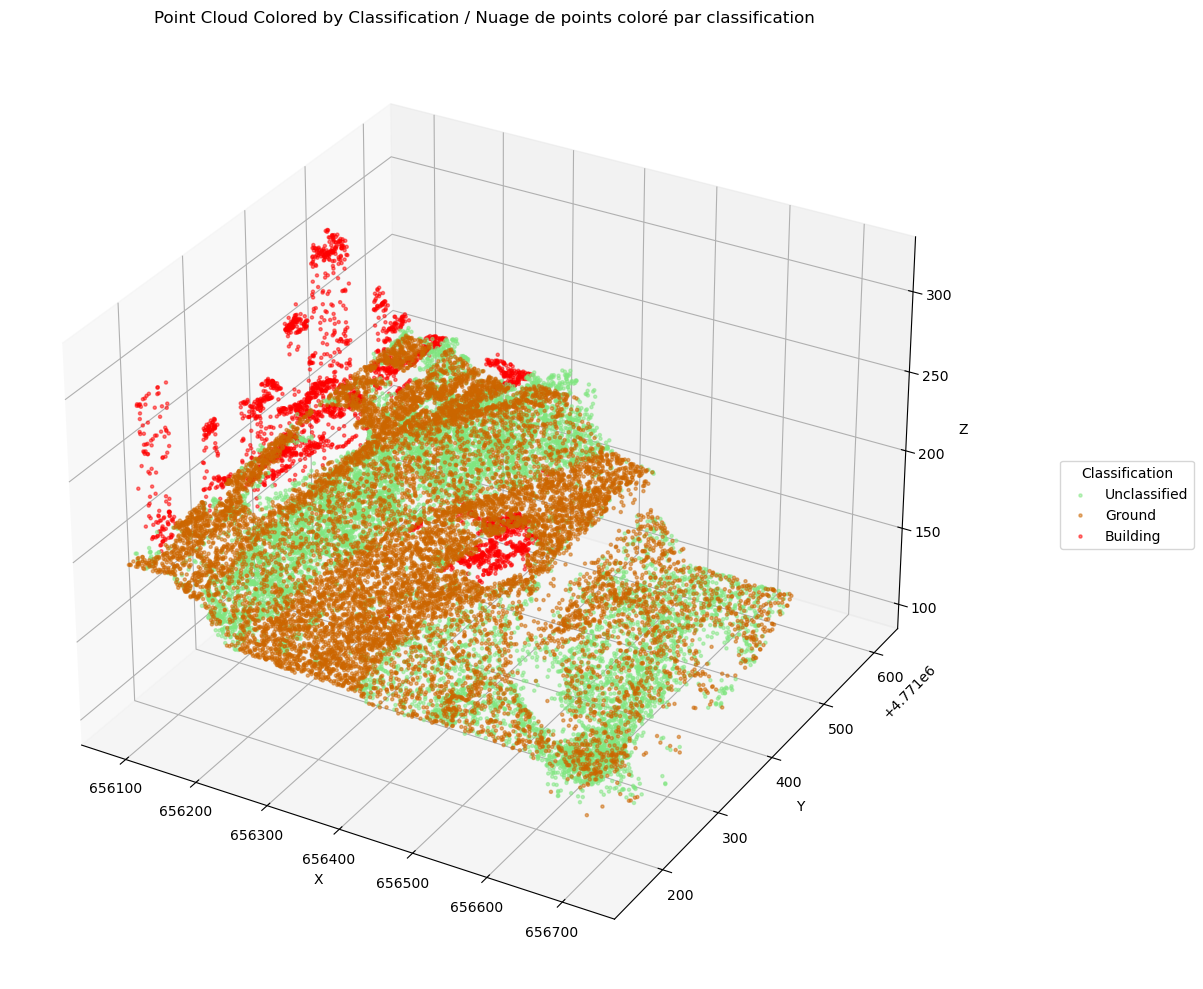 Point Cloud Colored by Classification / Nuage de points coloré par classification
300
250
200
150
100
Z
Classification
Unclassified
Ground
Building
600
500
400
300
200
+4.771e6
Y
656100
656200
656300
656400
656500
656600
656700
X